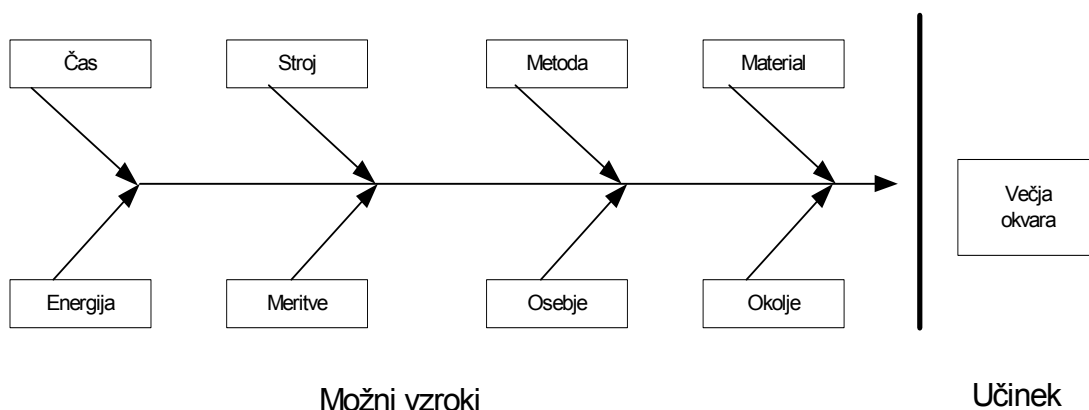 Čas
Stroj
Metoda
Material
Večja
okvara
Energija
Meritve
Osebje
Okolje
Možni vzroki
Učinek